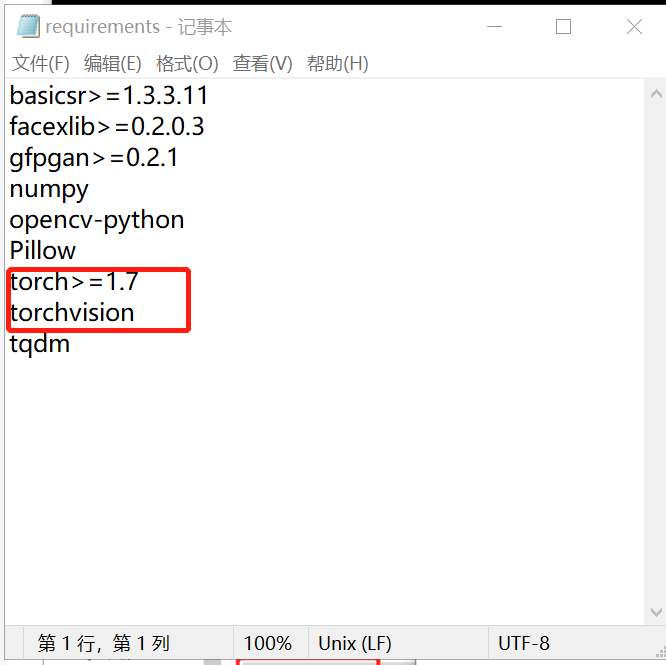 requirements - 记事本
文件(F) 编辑(E) 格式(O) 查看(V) 帮助(H)
basicsr>=1.3.3.11
facexlib>=0.2.0.3
gfpgan>=0.2.1
numpy
opencv-python
Pillow
torch>=1.7
torchvision
tqdm
第 1 行，第 1 列 100% Unix (LF) UTF-8